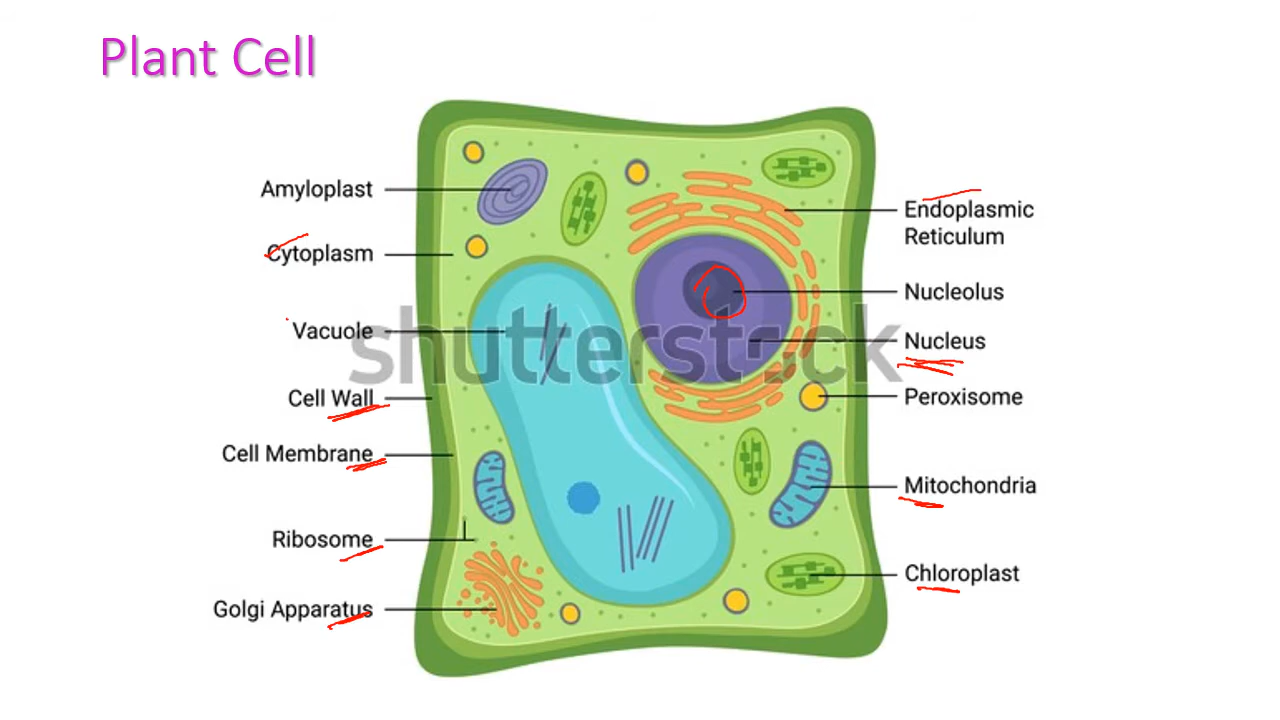 Plant Cell
Amyloplast
Cytoplasm
Vacuole
Cell Wall
Cell Membrane
Ribosome
Golgi Apparatus
Endoplasmic
Reticulum
Nucleolus
Nucleus
Peroxisome
Mitochondria
Chloroplast
shutterstock